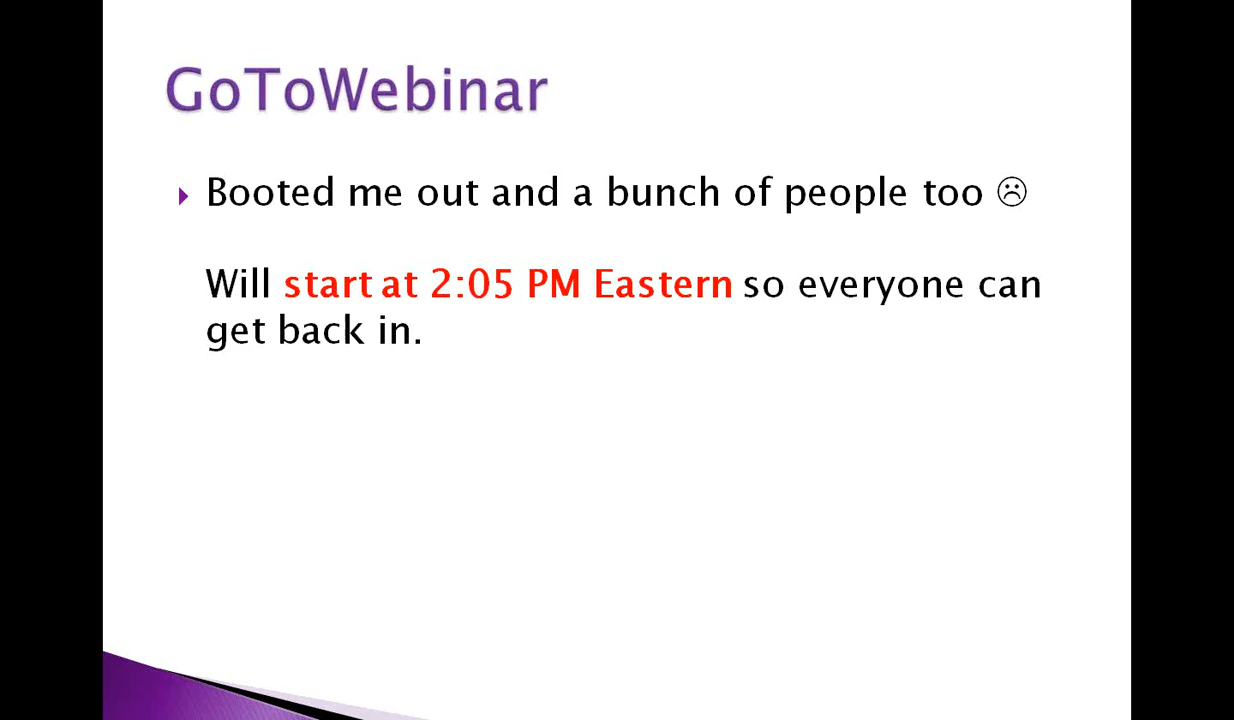 GoToWebinar
Booted me out and a bunch of people too ☹
Will start at 2:05 PM Eastern so everyone can
get back in.